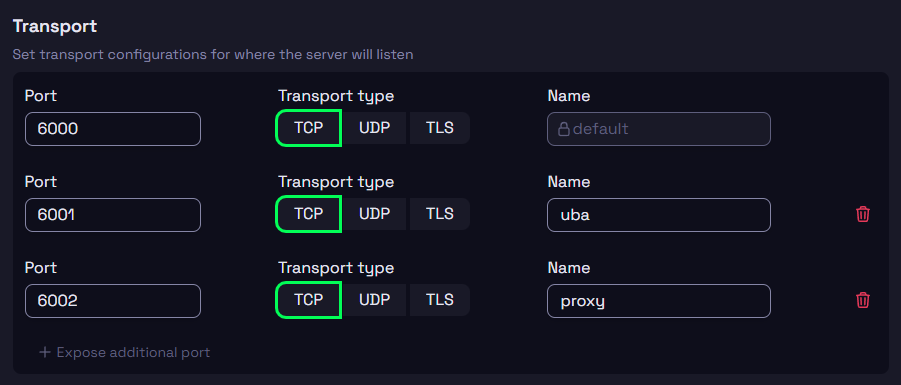 Transport
Set transport configurations for where the server will listen
Port Transport type Name
6000 TCP UDP TLS default
Port Transport type Name
6001 TCP UDP TLS uba
Port Transport type Name
6002 TCP UDP TLS proxy
+ Expose additional port